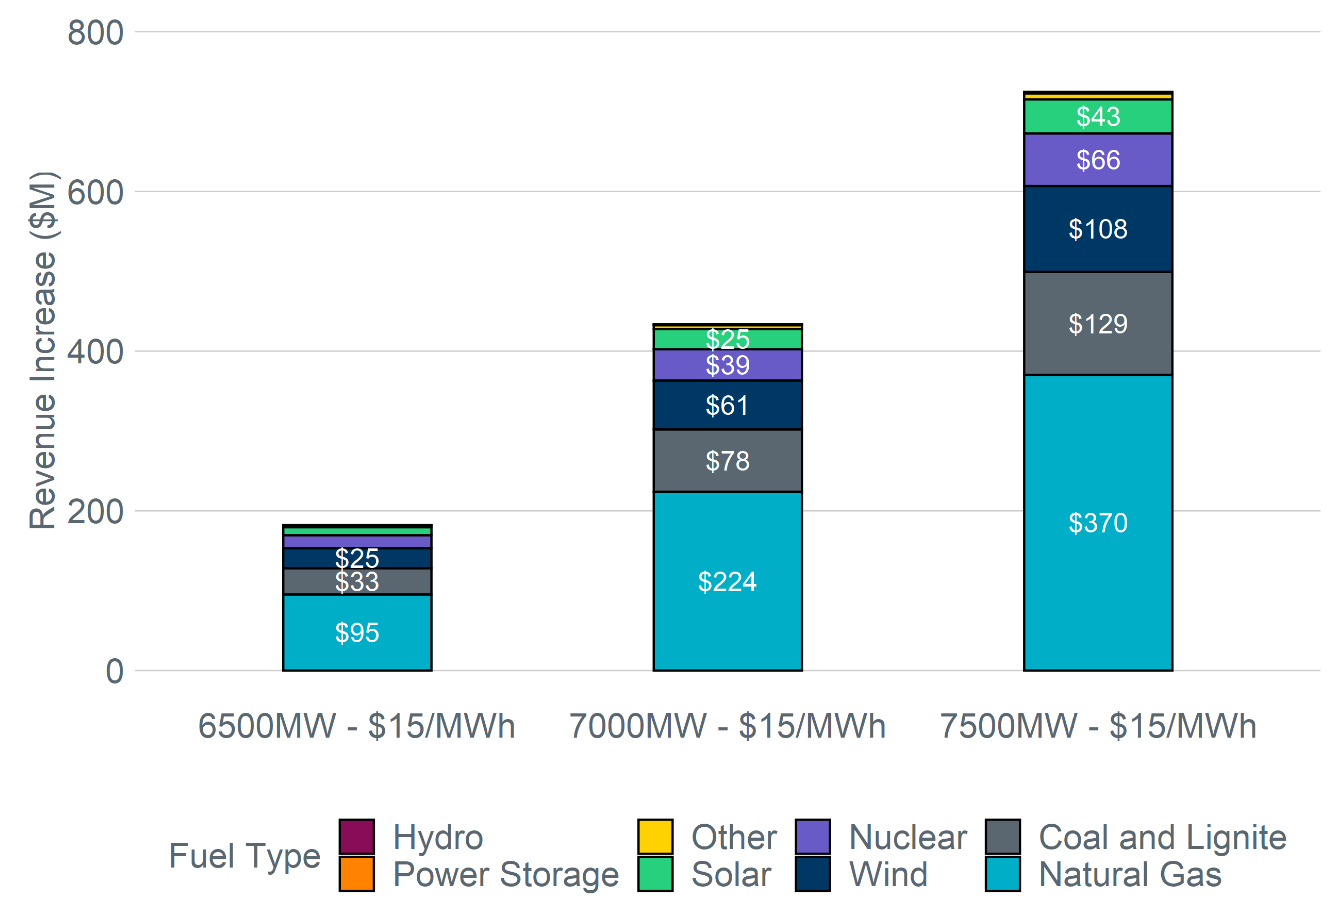 800
600
400
200
0
Revenue Increase ($M)
$25
$33
$95
$25
$39
$61
$78
$224
$43
$66
$108
$129
$370
6500MW - $15/MWh
7000MW - $15/MWh
7500MW - $15/MWh
Fuel Type
Hydro
Power Storage
Other
Solar
Nuclear
Wind
Coal and Lignite
Natural Gas